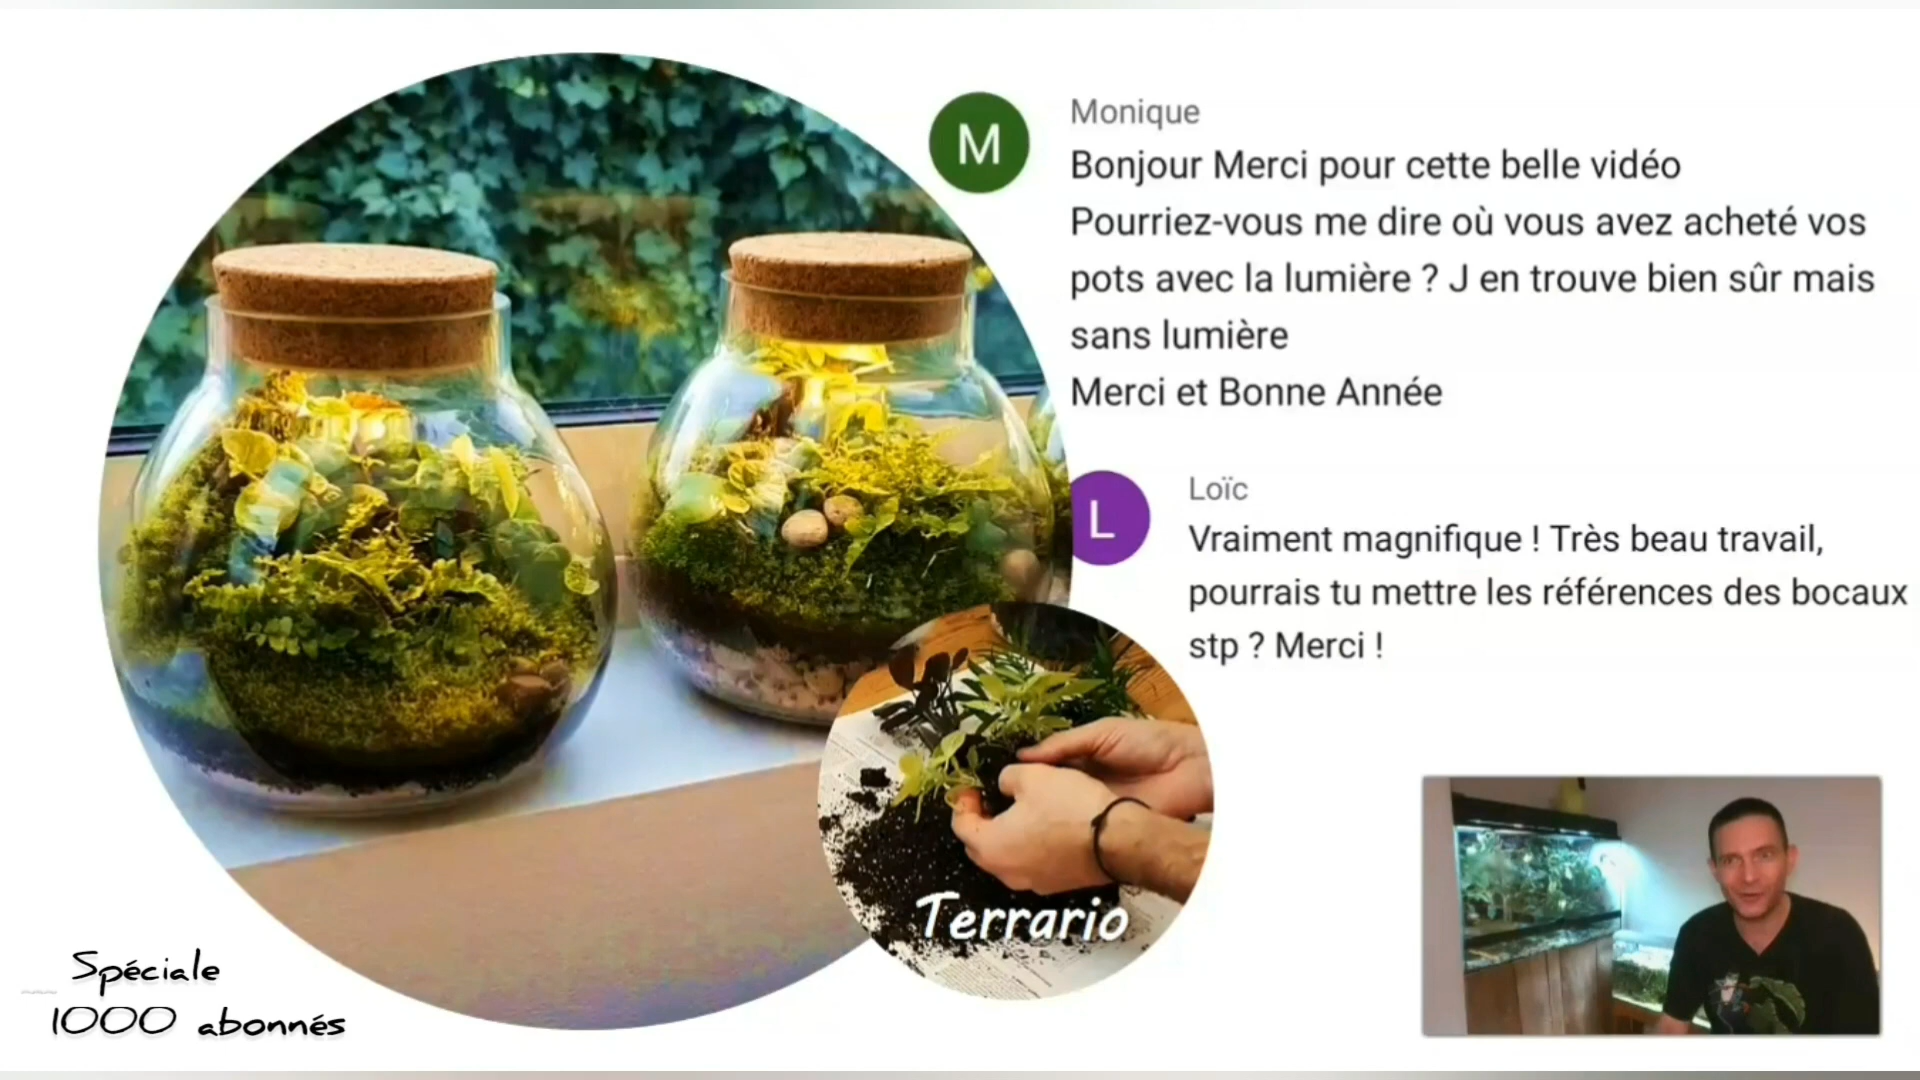 M
Monique
Bonjour Merci pour cette belle vidéo
Pourriez-vous me dire où vous avez acheté vos
pots avec la lumière ? J en trouve bien sûr mais
sans lumière
Merci et Bonne Année
L
Loïc
Vraiment magnifique ! Très beau travail,
pourrais tu mettre les références des bocaux
stp ? Merci !
Terrario
Spéciale
1000 abonnés